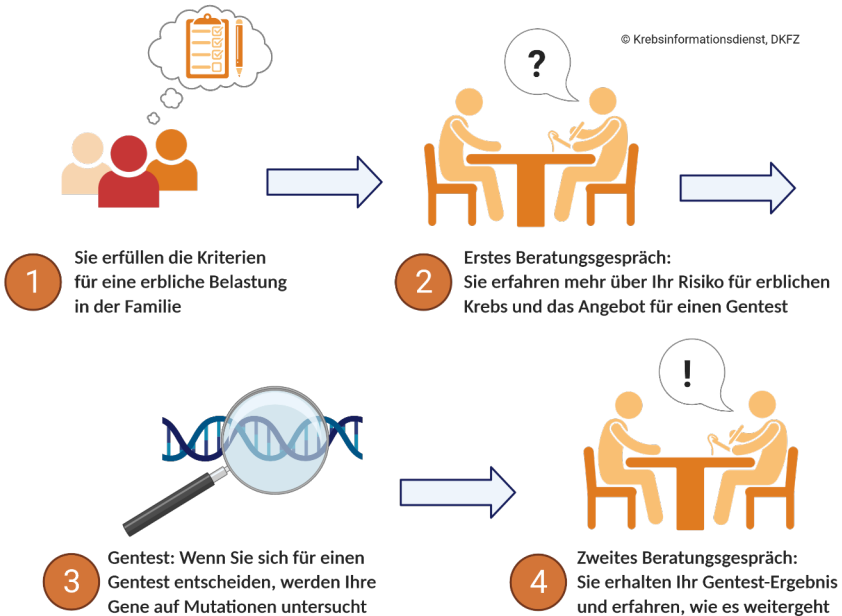 © Krebsinformationsdienst, DKFZ
?
1
Sie erfüllen die Kriterien
für eine erbliche Belastung
in der Familie
2
Erstes Beratungsgespräch:
Sie erfahren mehr über Ihr Risiko für erblichen
Krebs und das Angebot für einen Gentest
!
3
Gentest: Wenn Sie sich für einen
Gentest entscheiden, werden Ihre
Gene auf Mutationen untersucht
4
Zweites Beratungsgespräch:
Sie erhalten Ihr Gentest-Ergebnis
und erfahren, wie es weitergeht